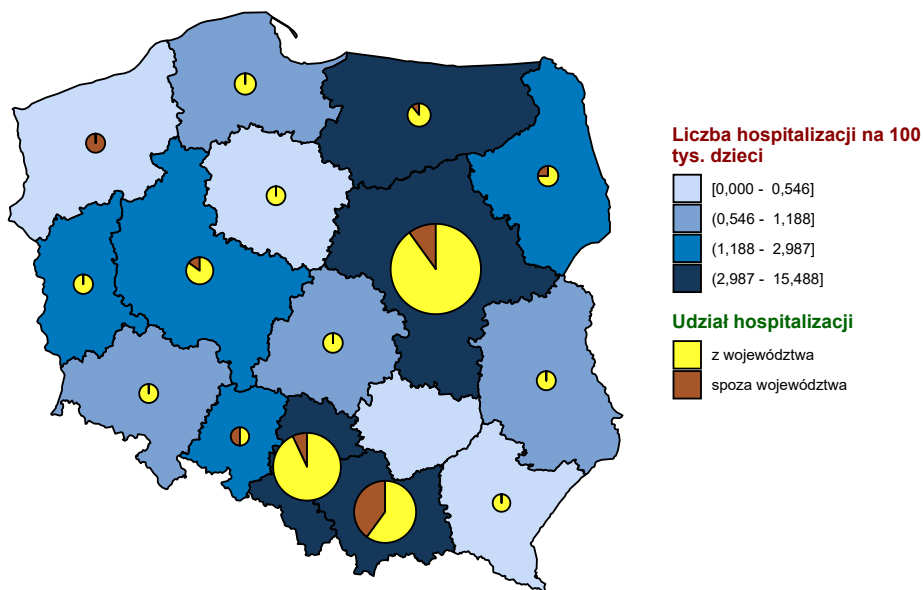 Liczba hospitalizacji na 100
tys. dzieci
[0,000 - 0,546]
(0,546 - 1,188]
(1,188 - 2,987]
(2,987 - 15,488]
Udział hospitalizacji
z województwa
spoza województwa